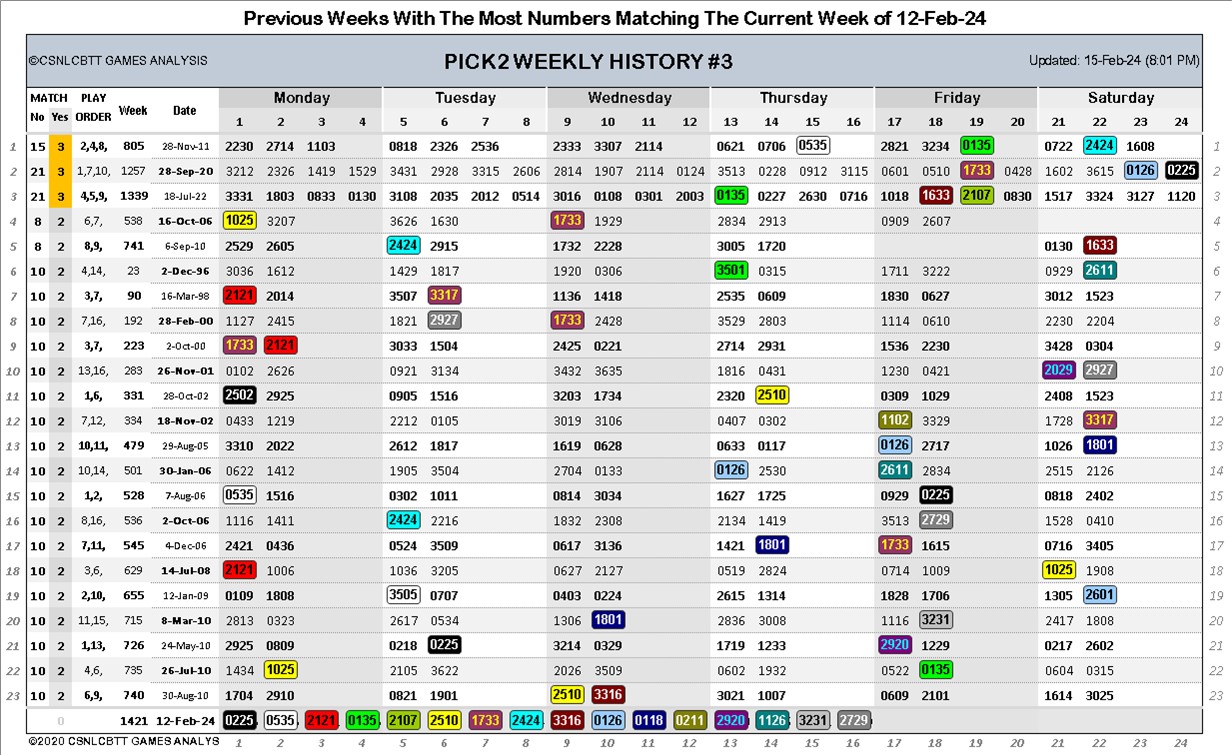 Previous Weeks With The Most Numbers Matching The Current Week of 12-Feb-24
©CSNLCBTT GAMES ANALYSIS PICK2 WEEKLY HISTORY #3 Updated: 15-Feb-24 (8:01 PM)
MATCH PLAY Week Date Monday Tuesday Wednesday Thursday Friday Saturday
No Yes ORDER 1 2 3 4 5 6 7 8 9 10 11 12 13 14 15 16 17 18 19 20 21 22 23 24
1 15 3 2,4,8, 805 28-Nov-11 2230 2714 1103 0818 2326 2536 2333 3307 2114 0621 0706 0535 2821 3234 0135 0722 2424 1608 1
2 21 3 1,7,10, 1257 28-Sep-20 3212 2326 1419 1529 3431 2928 3315 2606 2814 1907 2114 0124 3513 0228 0912 3115 0601 0510 1733 0428 1602 3615 0126 0225 2
3 21 3 4,5,9, 1339 18-Jul-22 3331 1803 0833 0130 3108 2035 2012 0514 3016 0108 0301 2003 0135 0227 2630 0716 1018 1633 2107 0830 1517 3324 3127 1120 3
4 8 2 6,7, 538 16-Oct-06 1025 3207 3626 1630 1733 1929 2834 2913 0909 2607 4
5 8 2 8,9, 741 6-Sep-10 2529 2605 2424 2915 1732 2228 3005 1720 0130 1633 5
6 10 2 4,14, 23 2-Dec-96 3036 1612 1429 1817 1920 0306 3501 0315 1711 3222 0929 2611 6
7 10 2 3,7, 90 16-Mar-98 2121 2014 3507 3317 1136 1418 2535 0609 1830 0627 3012 1523 7
8 10 2 7,16, 192 28-Feb-00 1127 2415 1821 2927 1733 2428 3529 2803 1114 0610 2230 2204 8
9 10 2 3,7, 223 2-Oct-00 1733 2121 3033 1504 2425 0221 2714 2931 1536 2230 3428 0304 9
10 10 2 13,16, 283 26-Nov-01 0102 2626 0921 3134 3432 3635 1816 0431 1230 0421 2029 2927 10
11 10 2 1,6, 331 28-Oct-02 2502 2925 0905 1516 3203 1734 2320 2510 0309 1029 2408 1523 11
12 10 2 7,12, 334 18-Nov-02 0433 1219 2212 0105 3019 3106 0407 0302 1102 3329 1728 3317 12
13 10 2 10,11, 479 29-Aug-05 3310 2022 2612 1817 1619 0628 0633 0117 0126 2717 1026 1801 13
14 10 2 10,14, 501 30-Jan-06 0622 1412 1905 3504 2704 0133 0126 2530 2611 2834 2515 2126 14
15 10 2 1,2, 528 7-Aug-06 0535 1516 0302 1011 0814 3034 1627 1725 0929 0225 0818 2402 15
16 10 2 8,16, 536 2-Oct-06 1116 1411 2424 2216 1832 2308 2134 1419 3513 2729 1528 0410 16
17 10 2 7,11, 545 4-Dec-06 2421 0436 0524 3509 0617 3136 1421 1801 1733 1615 0716 3405 17
18 10 2 3,6, 629 14-Jul-08 2121 1006 1036 3205 0627 2127 0519 2824 0714 1009 1025 1908 18
19 10 2 2,10, 655 12-Jan-09 0109 1808 3505 0707 0403 0224 2615 1314 1828 1706 1305 2601 19
20 10 2 11,15, 715 8-Mar-10 2813 0323 2617 0534 1306 1801 2836 3008 1116 3231 2417 1808 20
21 10 2 1,13, 726 24-May-10 2925 0809 0218 0225 3214 0329 1719 1233 2920 1229 0217 2602 21
22 10 2 4,6, 735 26-Jul-10 1434 1025 2105 3622 2026 3509 0602 1932 0522 0135 0604 0315 22
23 10 2 6,9, 740 30-Aug-10 1704 2910 0821 1901 2510 3316 3021 1007 0609 2101 1614 3025 23
0 1421 12-Feb-24 0225, 0535, 2121, 0135, 2107 2510 1733 2424, 3316 0126 0118 0211 2920, 1126 3231 2729
©2020 CSNLCBTT GAMES ANALYS 1 2 3 4 5 6 7 8 9 10 11 12 13 14 15 16 17 18 19 20 21 22 23 24